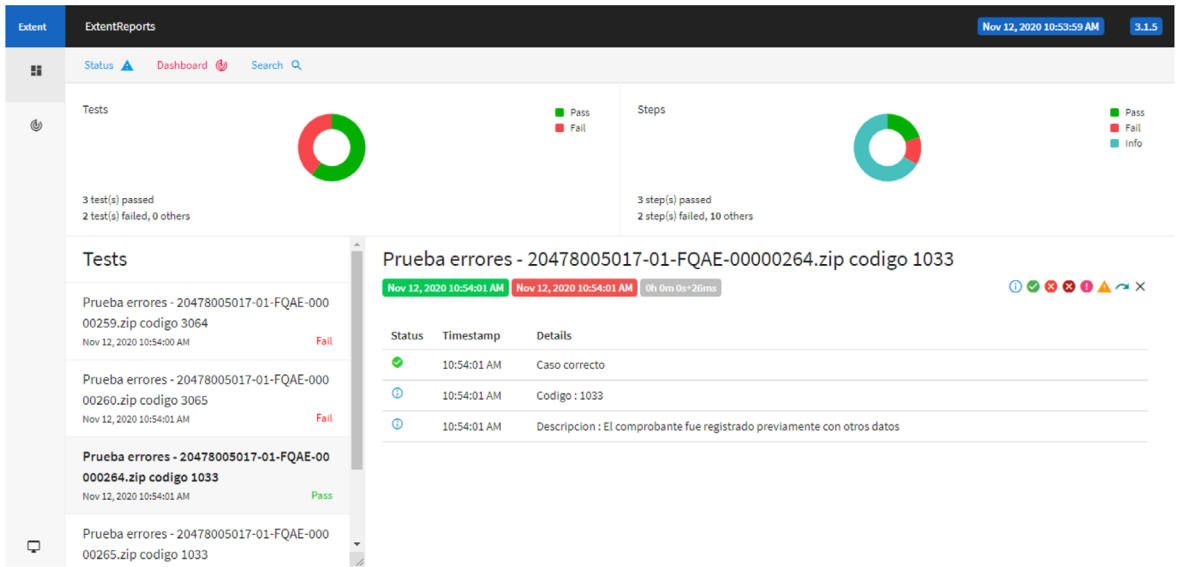 Extent
ExtentReports
Nov 12, 2020 10:53:59 AM
3.1.5
Status
Dashboard
Search
Tests
Pass
Fail
3 test(s) passed
2 test(s) failed, 0 others
Steps
Pass
Fail
Info
3 step(s) passed
2 step(s) failed, 10 others
Tests
Prueba errores - 20478005017-01-FQAE-000
00259.zip codigo 3064
Nov 12, 2020 10:54:00 AM
Fail
Prueba errores - 20478005017-01-FQAE-000
00260.zip codigo 3065
Nov 12, 2020 10:54:01 AM
Fail
Prueba errores - 20478005017-01-FQAE-00
000264.zip codigo 1033
Nov 12, 2020 10:54:01 AM
Pass
Prueba errores - 20478005017-01-FQAE-000
00265.zip codigo 1033
Prueba errores - 20478005017-01-FQAE-00000264.zip codigo 1033
Nov 12, 2020 10:54:01 AM
Nov 12, 2020 10:54:01 AM
0h 0m 0s+26ms
Status Timestamp Details
10:54:01 AM Caso correcto
10:54:01 AM Codigo : 1033
10:54:01 AM Descripcion : El comprobante fue registrado previamente con otros datos